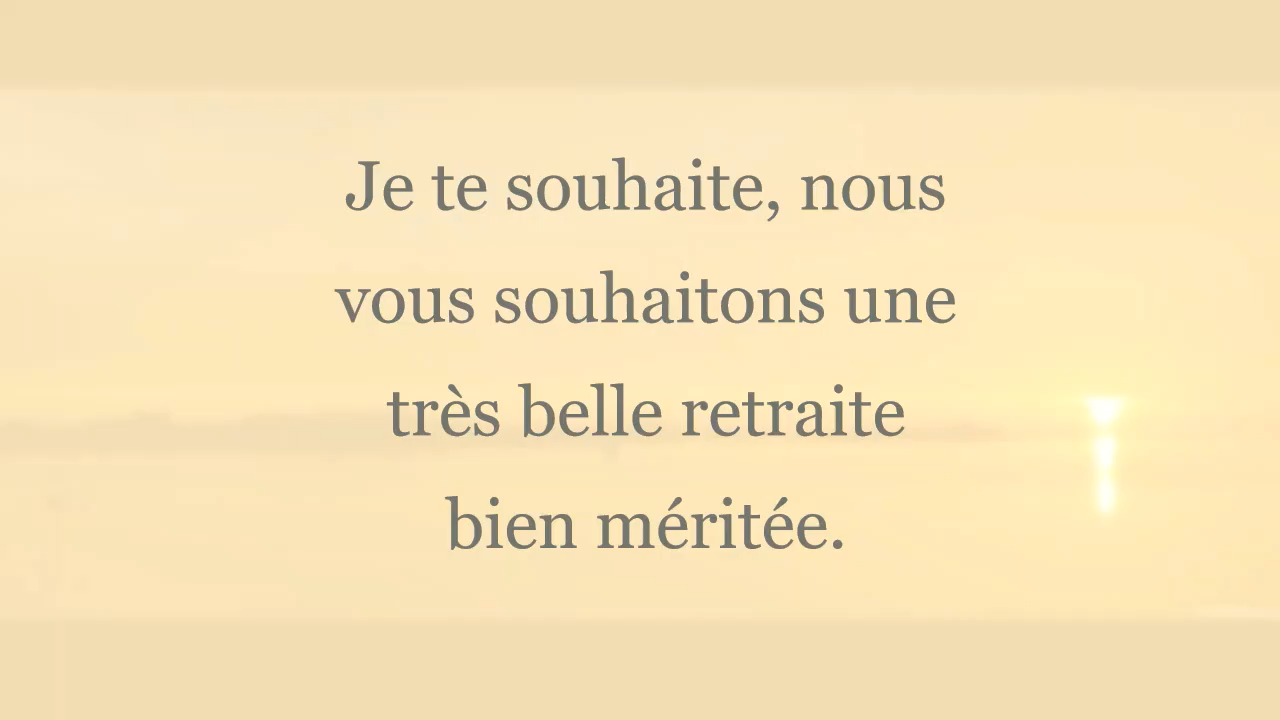 Je te souhaite, nous
vous souhaitons une
très belle retraite
bien méritée.